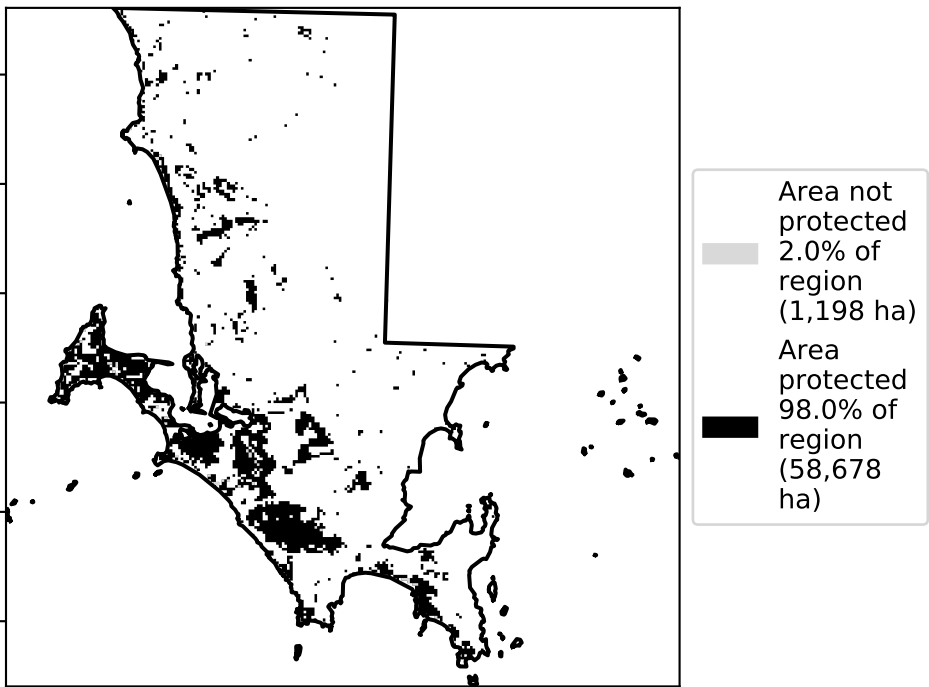 Area not
protected
2.0% of
region
(1,198 ha)
Area
protected
98.0% of
region
(58,678
ha)